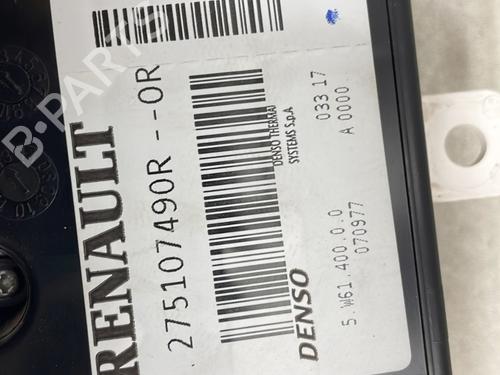 RENAULT
275107490R --0R
DENSO THERMAL
SYSTEMS S.p.A
033 17
A 0000
DENSO
5.W61.400.0.0
070977
B-PARTS